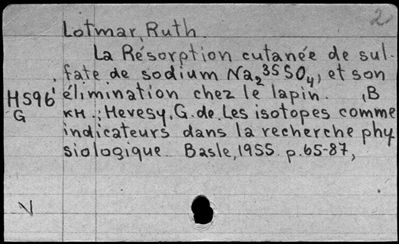 2
Lotmar, Ruth.
La Résorption cutanée de sul-
fate de sodium Na₂³⁵SO₄, et son
H596 élimination chez le lapin. ,B
G кн.: Hevesy, G. de. Les isotopes comme
indicateurs dans la recherche phy
siologique. Basle, 1955. p. 65-87,
V